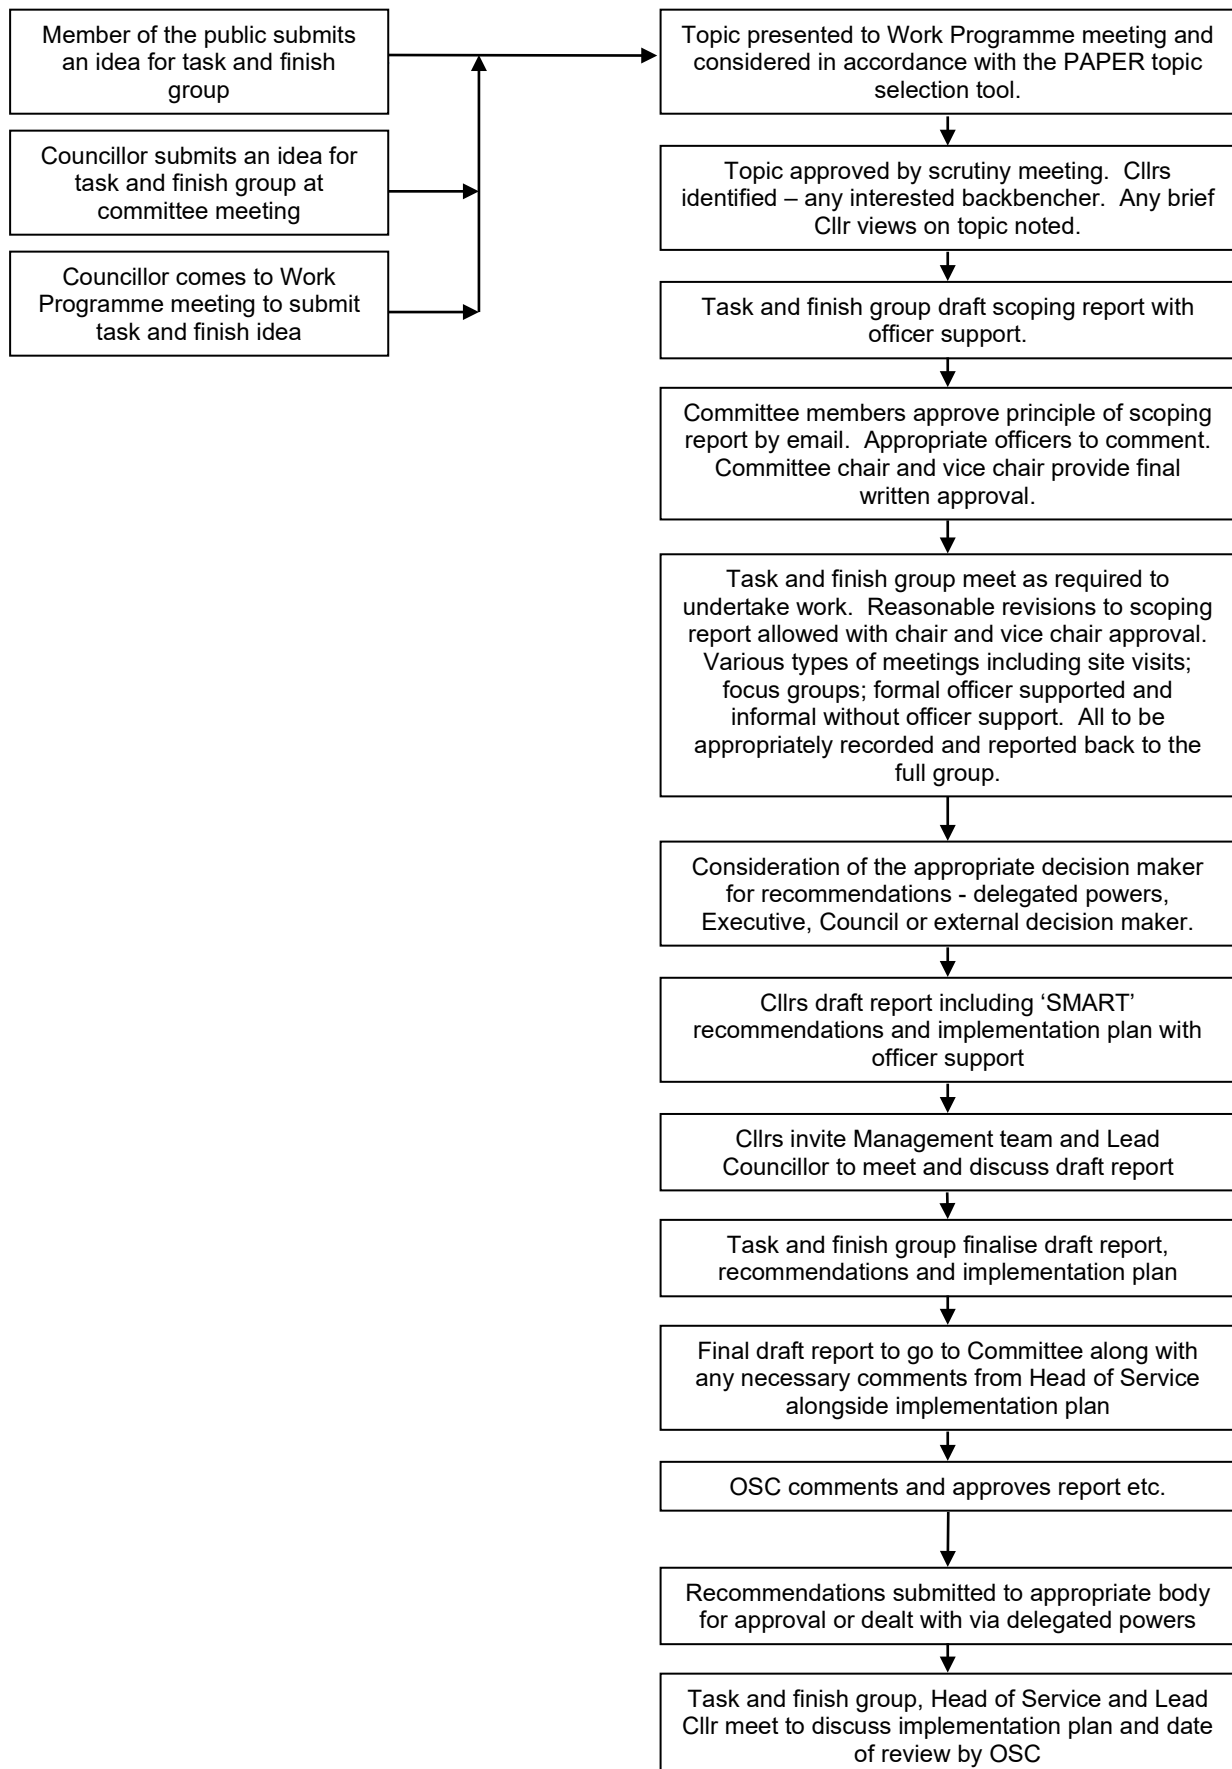 Member of the public submits
an idea for task and finish
group
Councillor submits an idea for
task and finish group at
committee meeting
Councillor comes to Work
Programme meeting to submit
task and finish idea
Topic presented to Work Programme meeting and
considered in accordance with the PAPER topic
selection tool.
Topic approved by scrutiny meeting.  Cllrs
identified – any interested backbencher.  Any brief
Cllr views on topic noted.
Task and finish group draft scoping report with
officer support.
Committee members approve principle of scoping
report by email.  Appropriate officers to comment.
Committee chair and vice chair provide final
written approval.
Task and finish group meet as required to
undertake work.  Reasonable revisions to scoping
report allowed with chair and vice chair approval.
Various types of meetings including site visits;
focus groups; formal officer supported and
informal without officer support.  All to be
appropriately recorded and reported back to the
full group.
Consideration of the appropriate decision maker
for recommendations - delegated powers,
Executive, Council or external decision maker.
Cllrs draft report including ‘SMART’
recommendations and implementation plan with
officer support
Cllrs invite Management team and Lead
Councillor to meet and discuss draft report
Task and finish group finalise draft report,
recommendations and implementation plan
Final draft report to go to Committee along with
any necessary comments from Head of Service
alongside implementation plan
OSC comments and approves report etc.
Recommendations submitted to appropriate body
for approval or dealt with via delegated powers
Task and finish group, Head of Service and Lead
Cllr meet to discuss implementation plan and date
of review by OSC